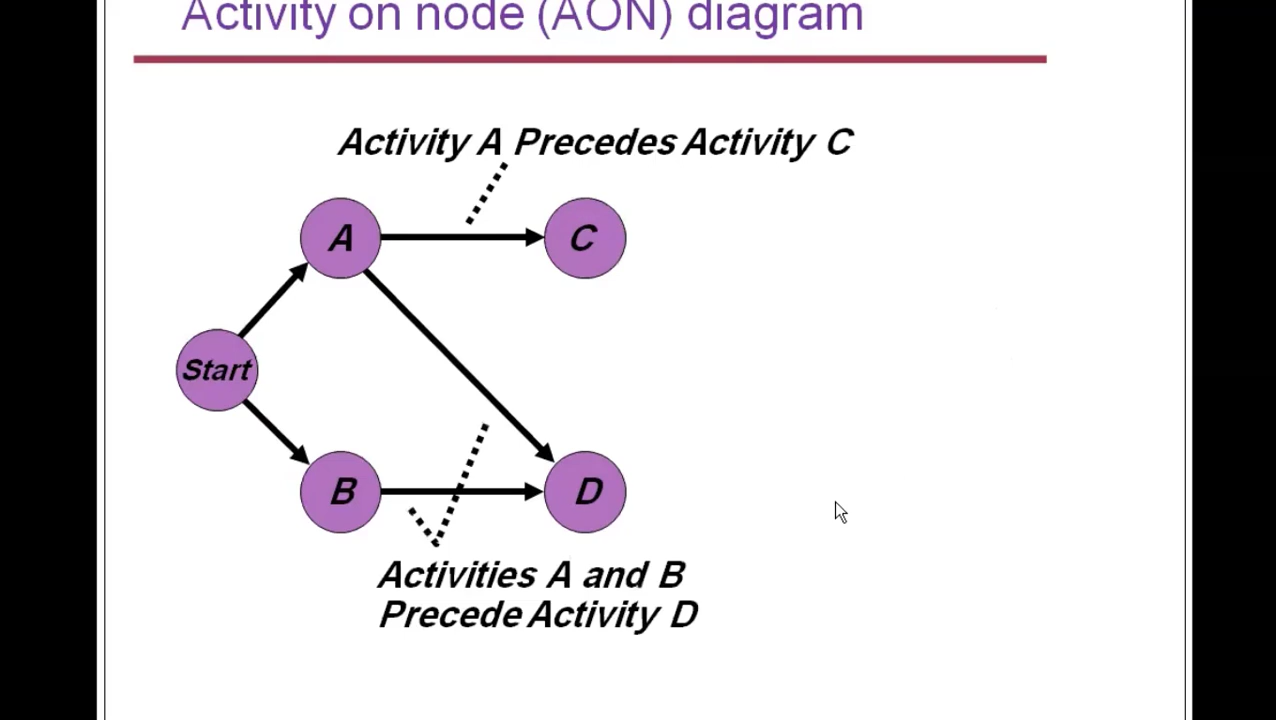 Activity on node (AON) diagram
Activity A Precedes Activity C
A
C
Start
B
D
Activities A and B
Precede Activity D